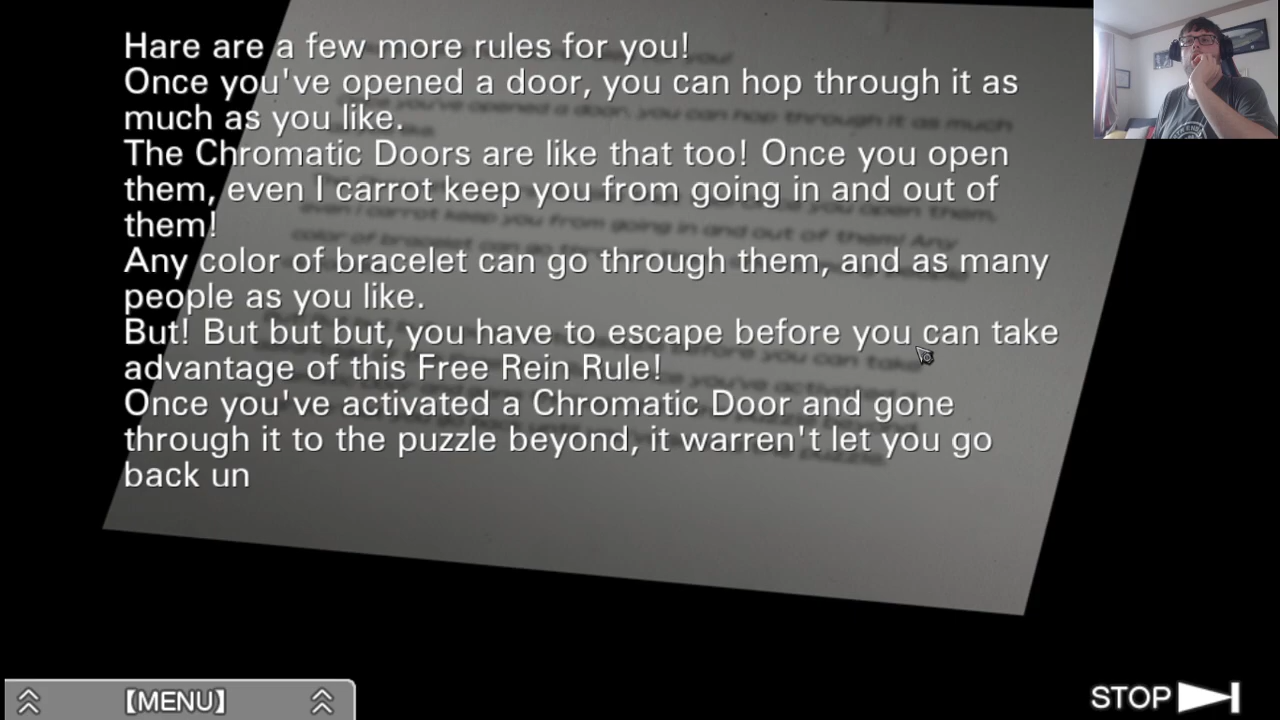 Hare are a few more rules for you!
Once you've opened a door, you can hop through it as
much as you like.
The Chromatic Doors are like that too! Once you open
them, even I carrot keep you from going in and out of
them!
Any color of bracelet can go through them, and as many
people as you like.
But! But but but, you have to escape before you can take
advantage of this Free Rein Rule!
Once you've activated a Chromatic Door and gone
through it to the puzzle beyond, it warren't let you go
back un
【MENU】
STOP